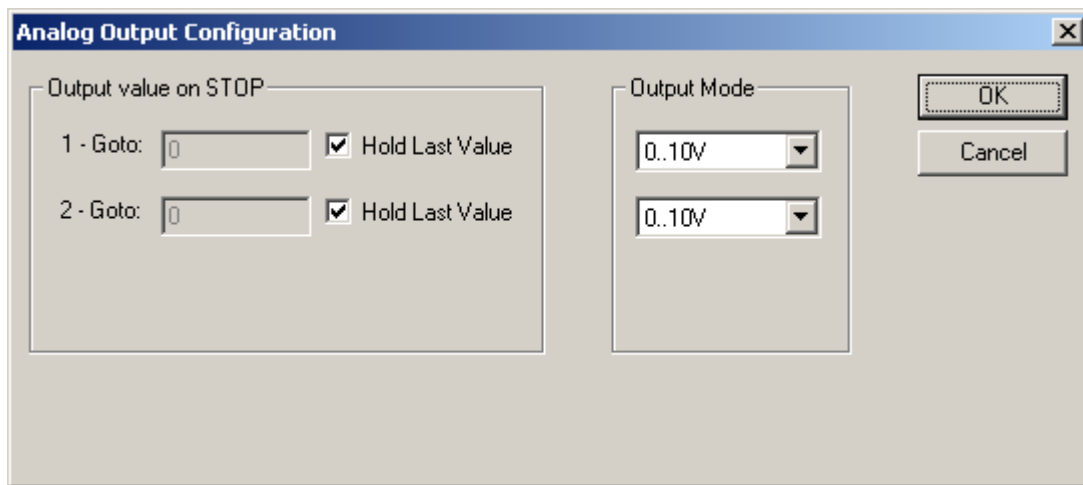 Analog Output Configuration
Output value on STOP
1 - Goto: 0 Hold Last Value
2 - Goto: 0 Hold Last Value
Output Mode
0..10V
0..10V
OK
Cancel